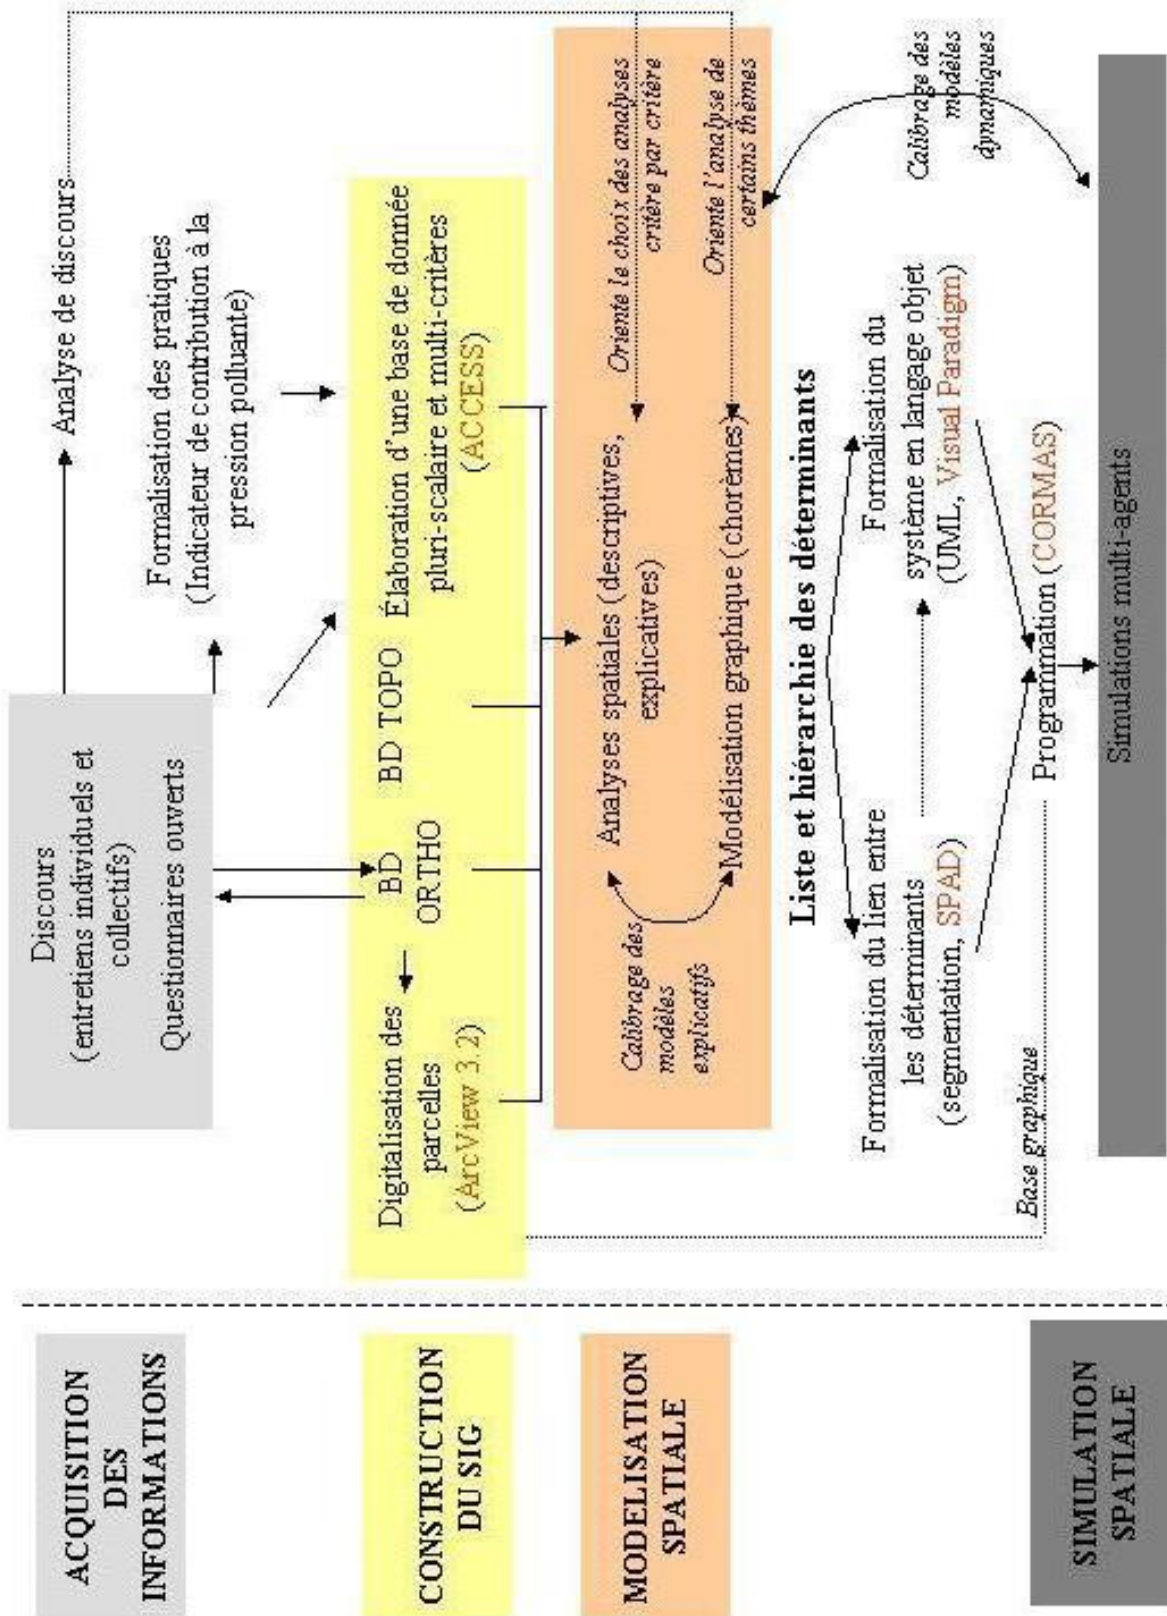 ACQUISITION
DES
INFORMATIONS
Discours
(entretiens individuels et
collectifs)
Questionnaires ouverts
Analyse de discours
Formalisation des pratiques
(Indicateur de contribution à la
pression polluante)
CONSTRUCTION
DU SIG
Digitalisation des
parcelles
(ArcView 3.2)
BD
ORTHO
BD TOPO
Élaboration d'une base de donnée
pluri-scalaire et multi-critères
(ACCESS)
MODELISATION
SPATIALE
Calibrage des
modèles
explicatifs
Analyses spatiales (descriptives,
explicatives)
Modélisation graphique (chorèmes)
Oriente le choix des analyses
critère par critère
Oriente l'analyse de
certains thèmes
Liste et hiérarchie des déterminants
Formalisation du lien entre
les déterminants
(segmentation, SPAD)
Formalisation du
système en langage objet
(UML, Visual Paradigm)
Calibrage des
modèles
dynamiques
Base graphique
Programmation (CORMAS)
SIMULATION
SPATIALE
Simulations multi-agents